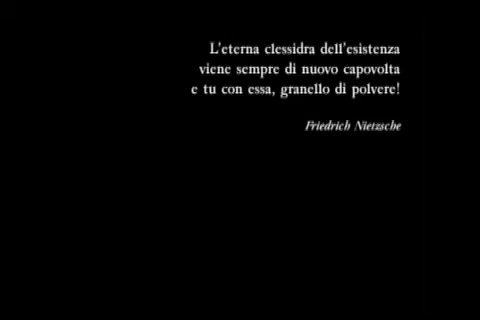 L'eterna clessidra dell'esistenza
viene sempre di nuovo capovolta
e tu con essa, granello di polvere!
Friedrich Nietzsche